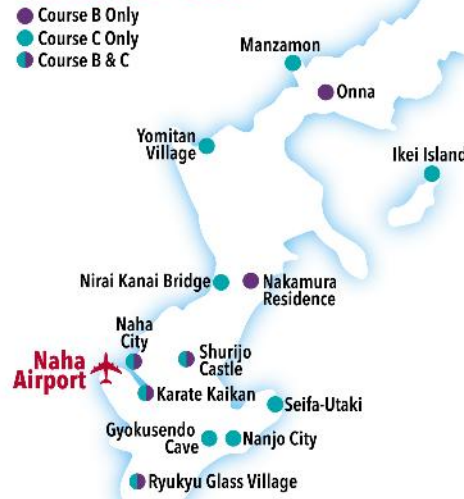 Course B Only
Course C Only
Course B & C
Manzamon
Onna
Yomitan
Village
Ikei Island
Nirai Kanai Bridge
Nakamura
Residence
Naha
City
Shurijo
Castle
Naha
Airport
Karate Kaikan
Seifa-Utaki
Gyokusendo
Cave
Nanjo City
Ryukyu Glass Village